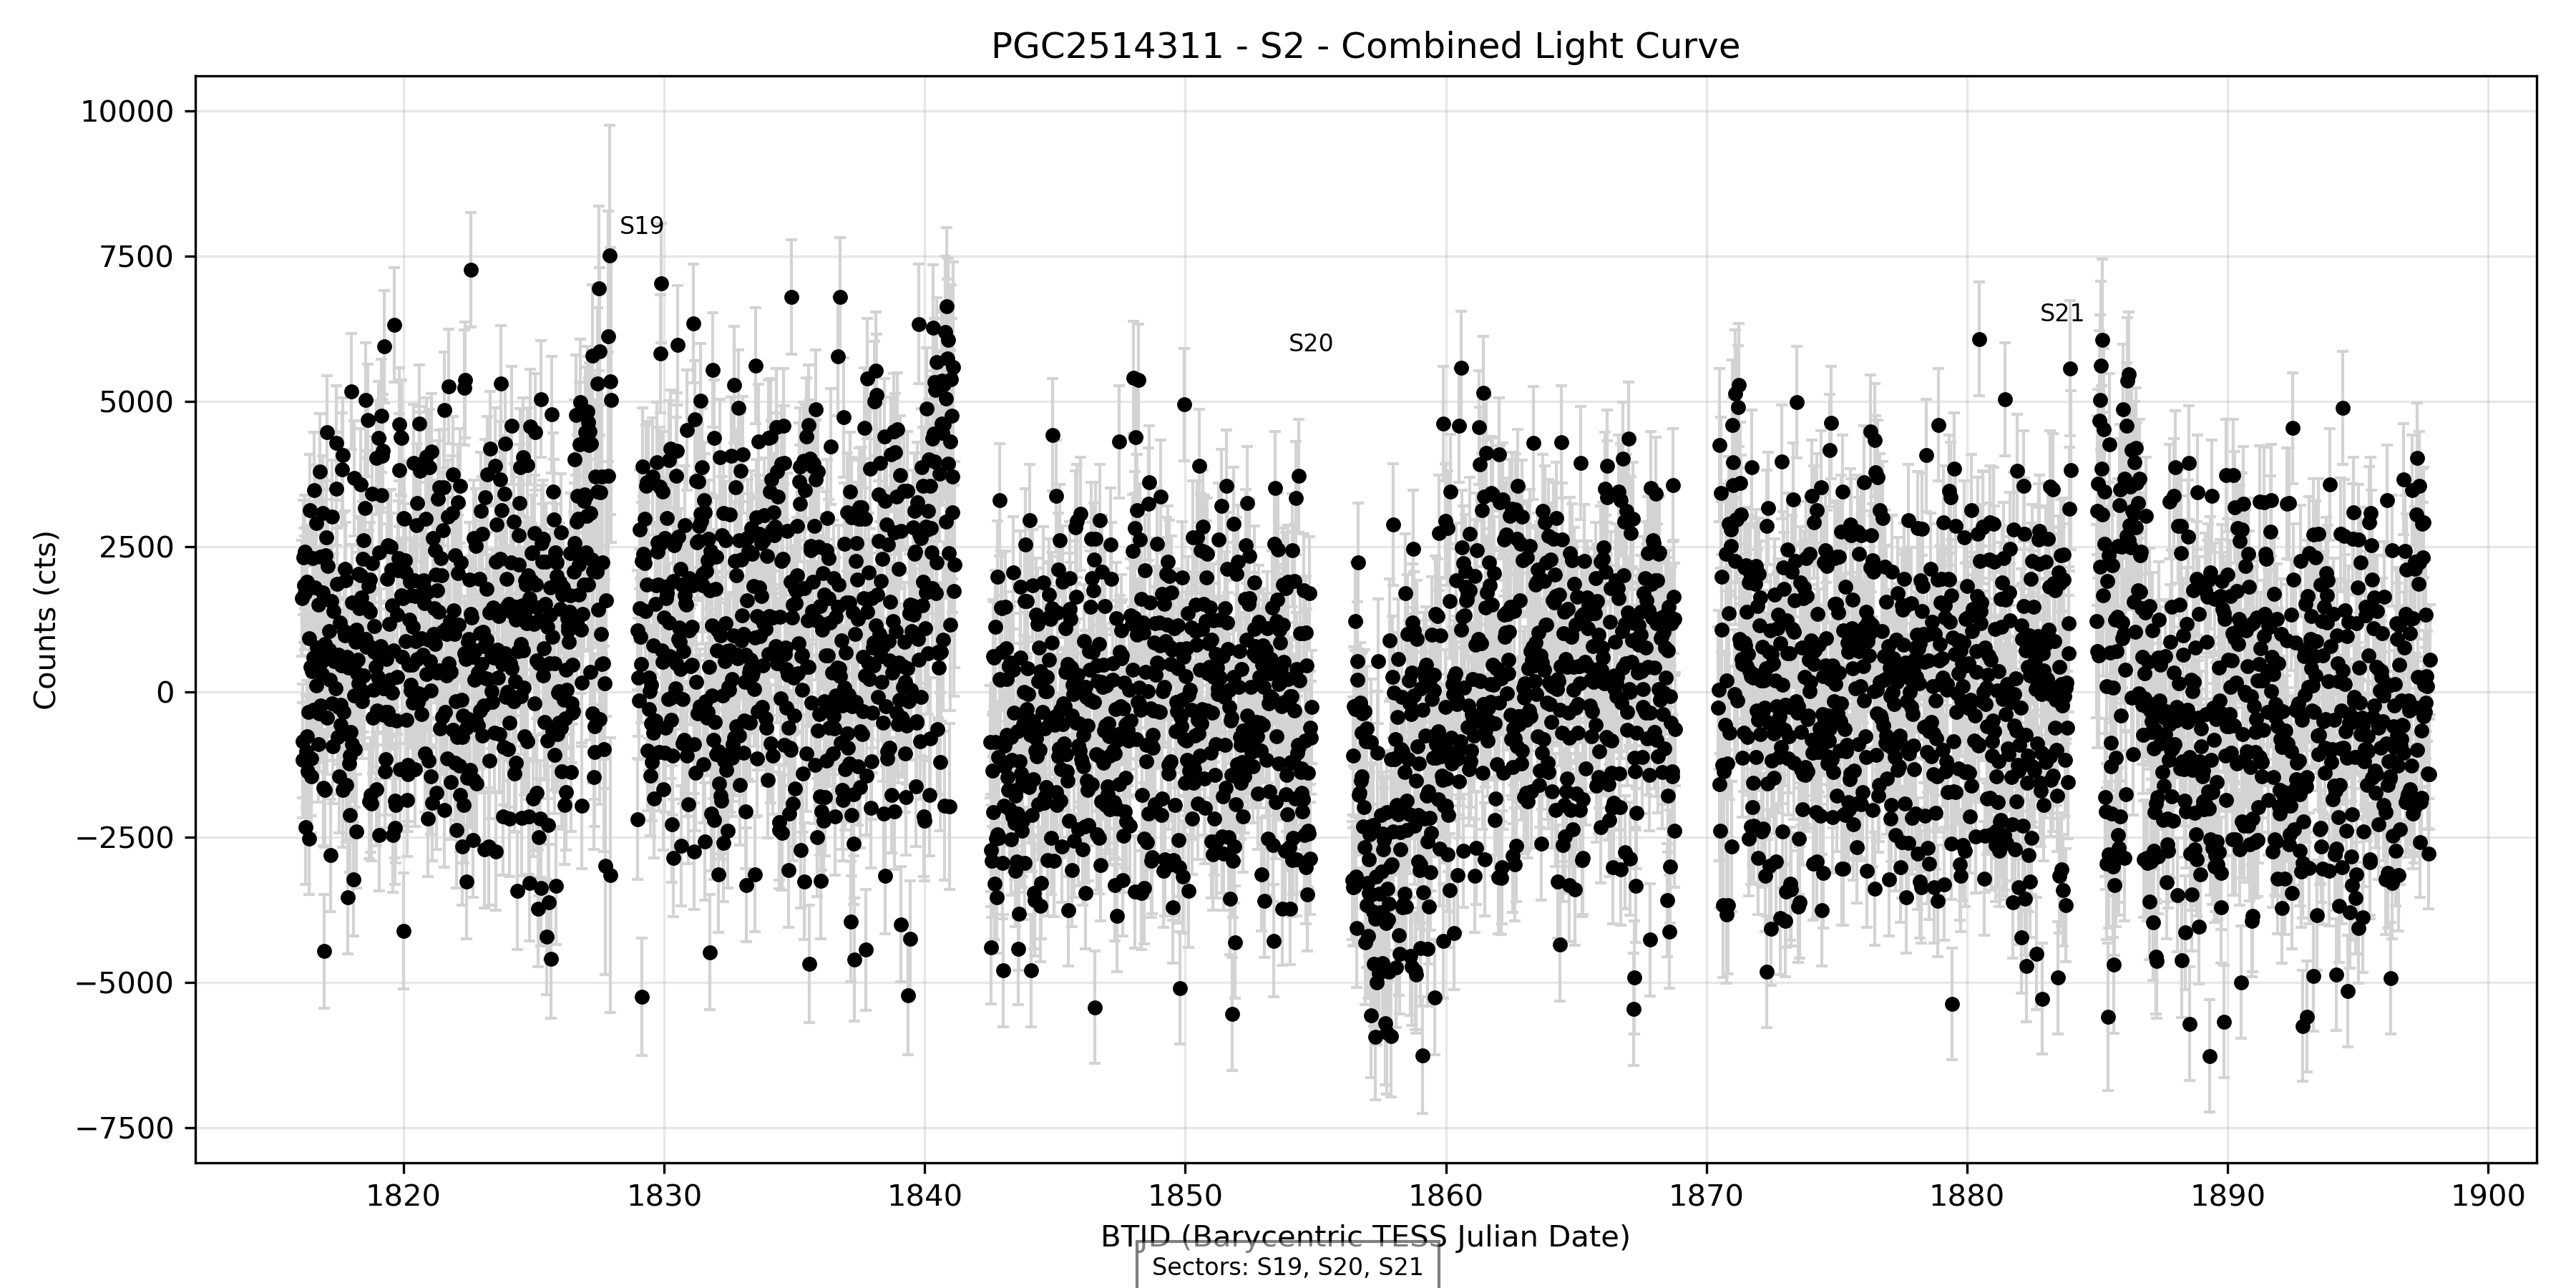 PGC2514311 - S2 - Combined Light Curve
10000
7500
5000
2500
0
−2500
−5000
−7500
Counts (cts)
S19
S20
S21
1820 1830 1840 1850 1860 1870 1880 1890 1900
BTJD (Barycentric TESS Julian Date)
Sectors: S19, S20, S21